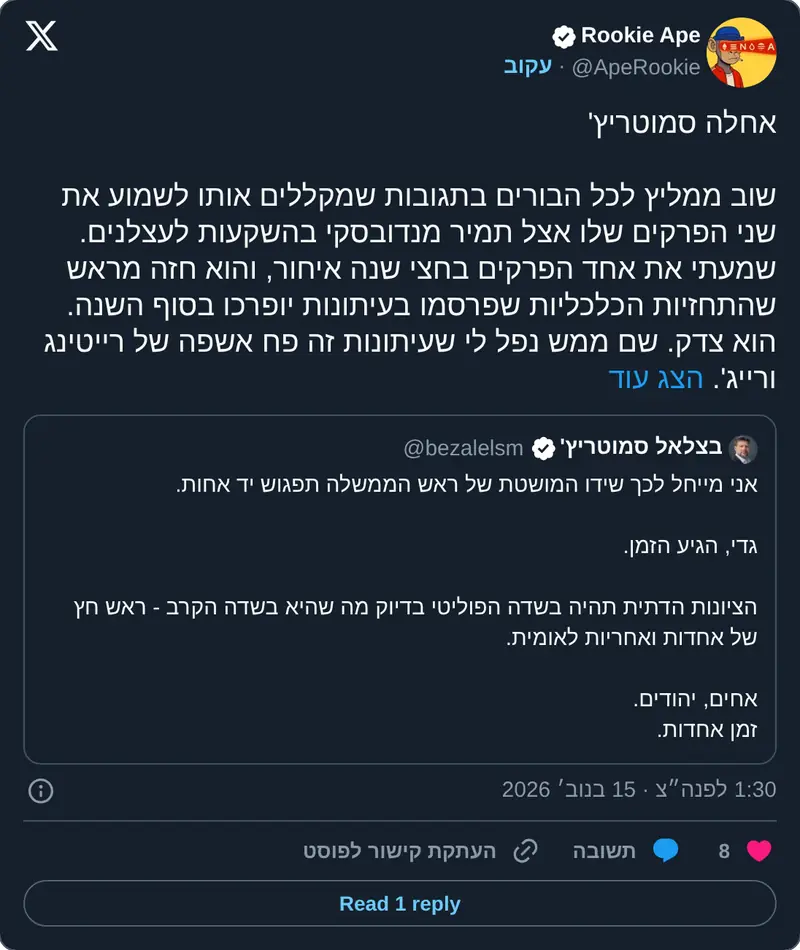 Rookie Ape
@ApeRookie · עקוב
אחלה סמוטריץ'
שוב ממליץ לכל הבורים בתגובות שמקללים אותו לשמוע את
שני הפרקים שלו אצל תמיר מנדובסקי בהשקעות לעצלנים.
שמעתי את אחד הפרקים בחצי שנה איחור, והוא חזה מראש
שהתחזיות הכלכליות שפרסמו בעיתונות יופרכו בסוף השנה.
הוא צדק. שם ממש נפל לי שעיתונות זה פח אשפה של רייטינג
ורייג'. הצג עוד
בצלאל סמוטריץ' @bezalelsm
אני מייחל לכך שידו המושטת של ראש הממשלה תפגוש יד אחות.
גדי, הגיע הזמן.
הציונות הדתית תהיה בשדה הפוליטי בדיוק מה שהיא בשדה הקרב - ראש חץ
של אחדות ואחריות לאומית.
אחים, יהודים.
זמן אחדות.
1:30 לפנה״צ · 15 בנוב׳ 2026
8 תשובה העתקת קישור לפוסט
Read 1 reply